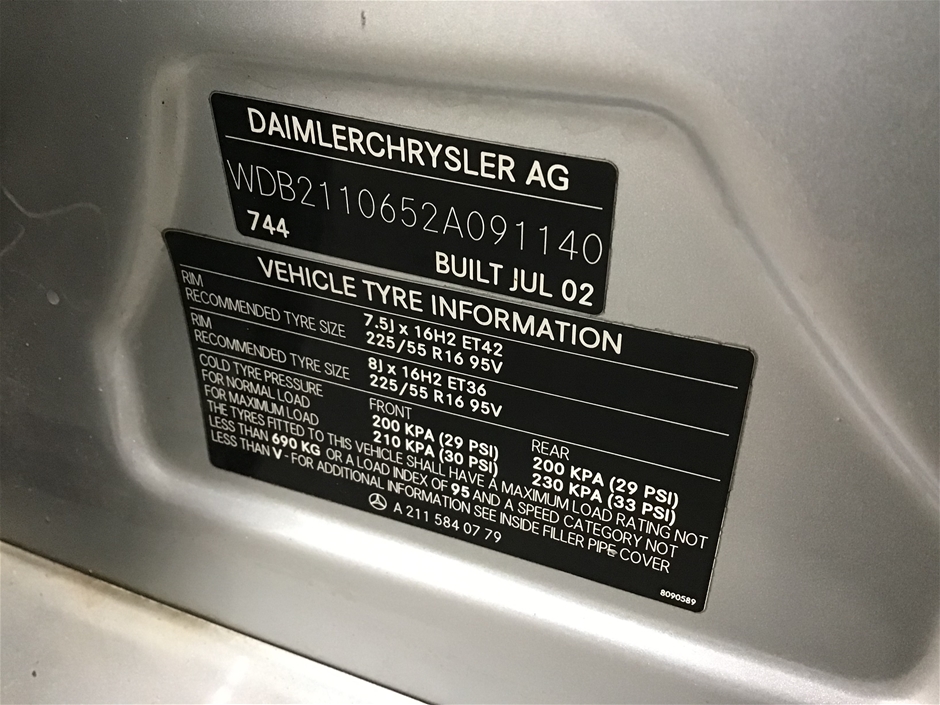 DAIMLERCHRYSLER AG
WDB2110652A091140
744
BUILT JUL 02
VEHICLE TYRE INFORMATION
RIM 7.5J x 16H2 ET42
RECOMMENDED TYRE SIZE 225/55 R16 95V
RIM 8J x 16H2 ET36
RECOMMENDED TYRE SIZE 225/55 R16 95V
COLD TYRE PRESSURE FRONT REAR
FOR NORMAL LOAD 200 KPA (29 PSI) 200 KPA (29 PSI)
FOR MAXIMUM LOAD 210 KPA (30 PSI) 230 KPA (33 PSI)
THE TYRES FITTED TO THIS VEHICLE SHALL HAVE A MAXIMUM LOAD RATING NOT
LESS THAN 690 KG OR A LOAD INDEX OF 95 AND A SPEED CATEGORY NOT
LESS THAN V - FOR ADDITIONAL INFORMATION SEE INSIDE FILLER PIPE COVER
A 211 584 07 79
8090589